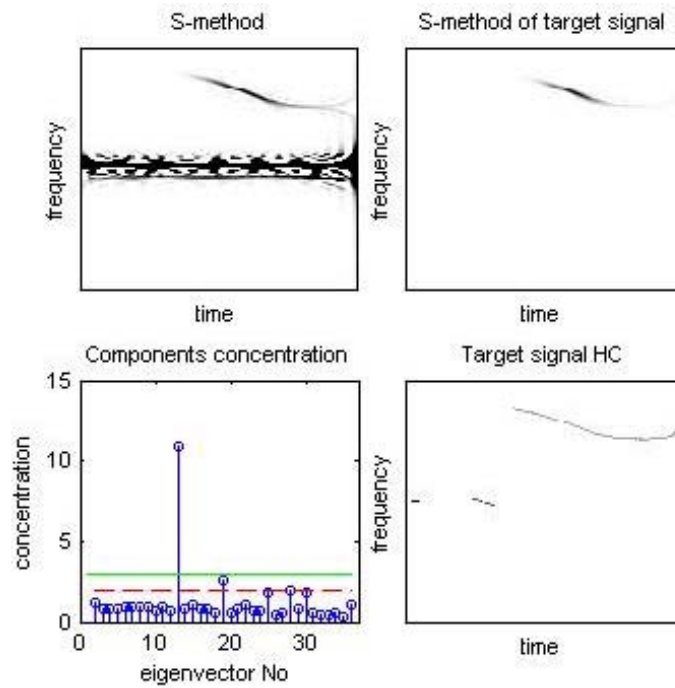 S-method
frequency
time
S-method of target signal
frequency
time
Components concentration
concentration
15
10
5
0
0
10
20
30
eigenvector No
Target signal HC
frequency
time